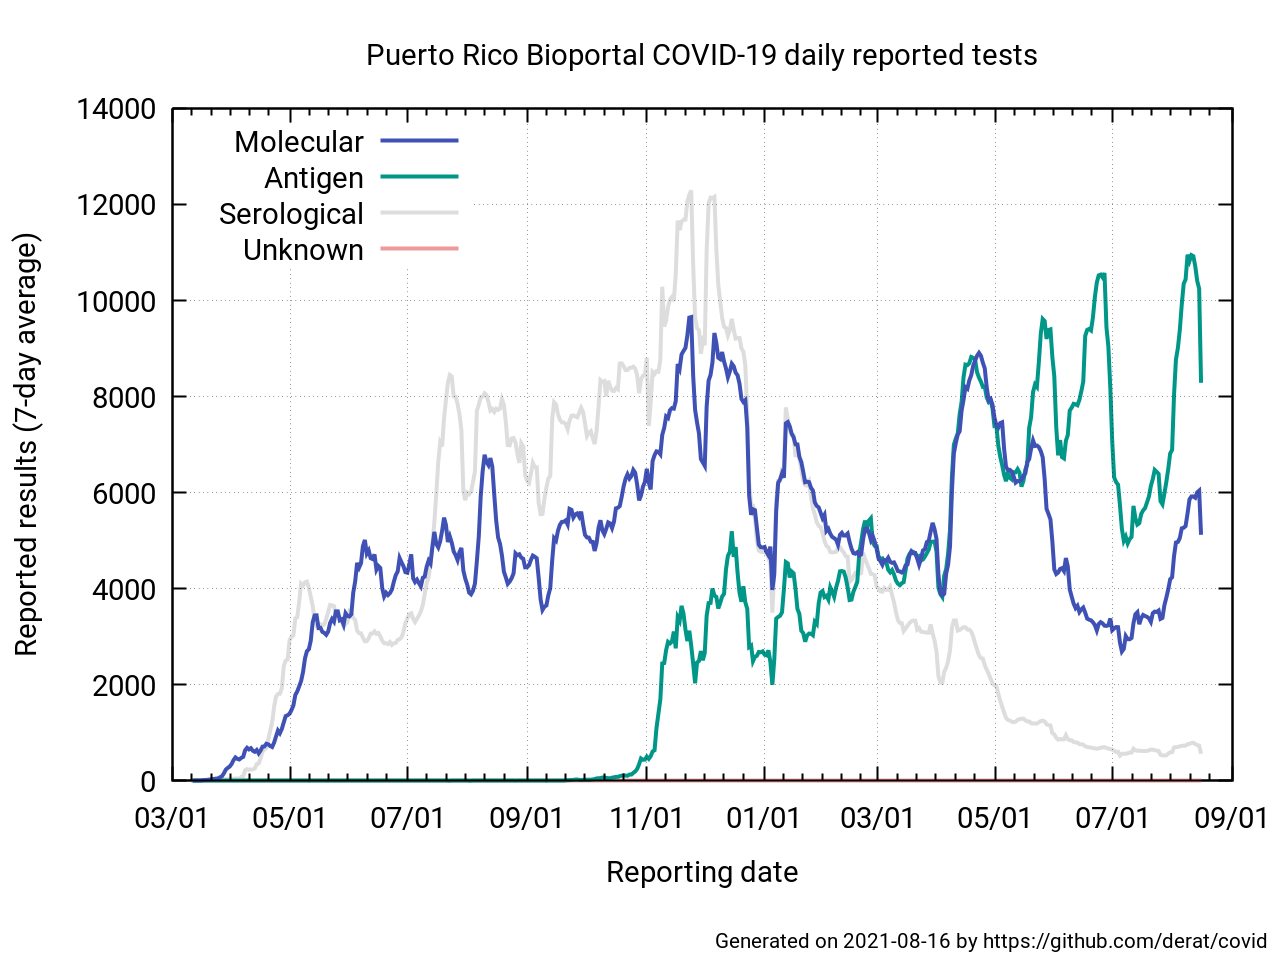 Puerto Rico Bioportal COVID-19 daily reported tests
14000
12000
10000
8000
6000
4000
2000
0
Reported results (7-day average)
Molecular
Antigen
Serological
Unknown
03/01 05/01 07/01 09/01 11/01 01/01 03/01 05/01 07/01 09/01
Reporting date
Generated on 2021-08-16 by https://github.com/derat/covid